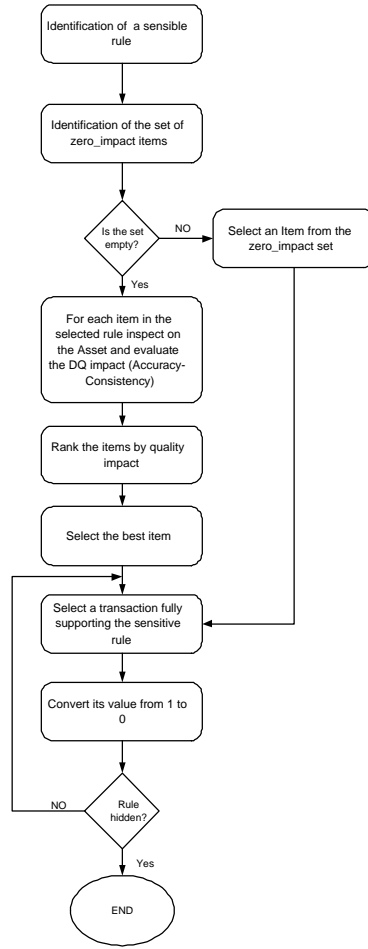 Identification of a sensible
rule
Identification of the set of
zero_impact items
Is the set
empty?
NO
Select an Item from the
zero_impact set
Yes
For each item in the
selected rule inspect on
the Asset and evaluate
the DQ impact (Accuracy-
Consistency)
Rank the items by quality
impact
Select the best item
Select a transaction fully
supporting the sensitive
rule
Convert its value from 1 to
0
Rule
hidden?
NO
Yes
END